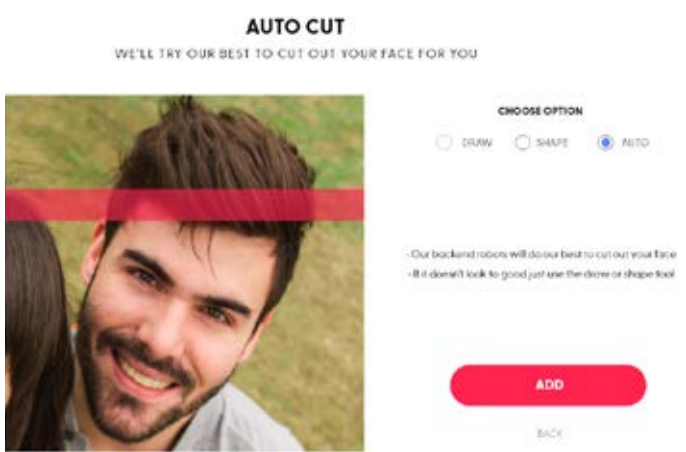 AUTO CUT
WE'LL TRY OUR BEST TO CUT OUT YOUR FACE FOR YOU
CHOOSE OPTION
DRAW SHAPE AUTO
- Our backend robots will do our best to cut out your face
- If it doesn't look to good just use the draw or shape tool
ADD
BACK